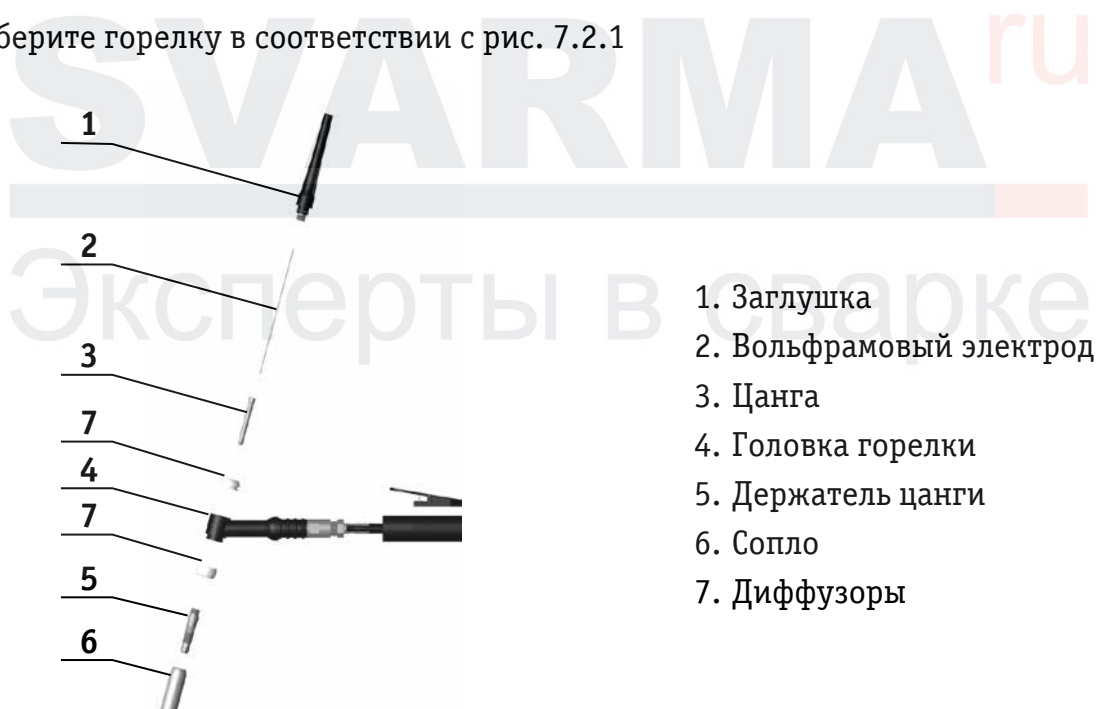 SVARMA ru
Эксперты в сварке
берите горелку в соответствии с рис. 7.2.1
1
2
3
7
4
7
5
6
1. Заглушка
2. Вольфрамовый электрод
3. Цанга
4. Головка горелки
5. Держатель цанги
6. Сопло
7. Диффузоры